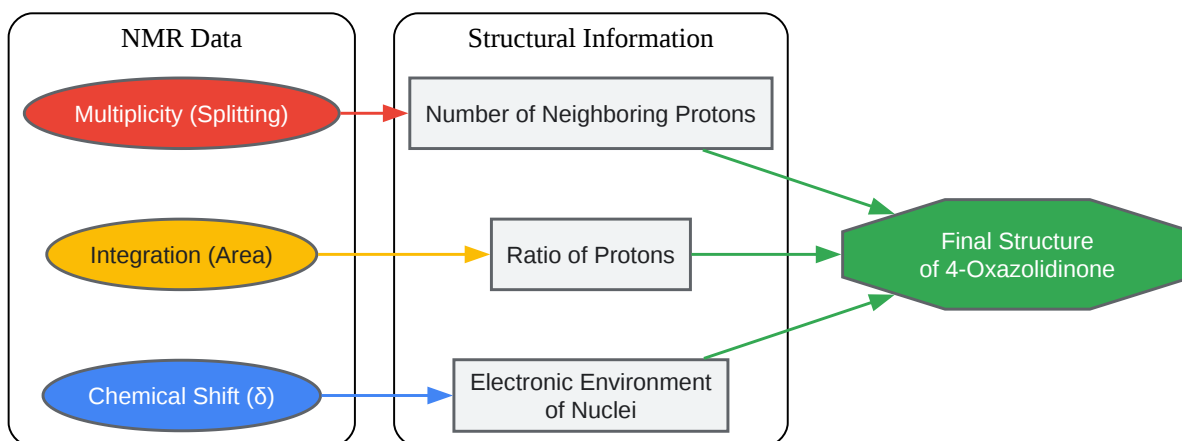 NMR Data
Structural Information
Multiplicity (Splitting)
Number of Neighboring Protons
Integration (Area)
Ratio of Protons
Final Structure
of 4-Oxazolidinone
Chemical Shift (δ)
Electronic Environment
of Nuclei